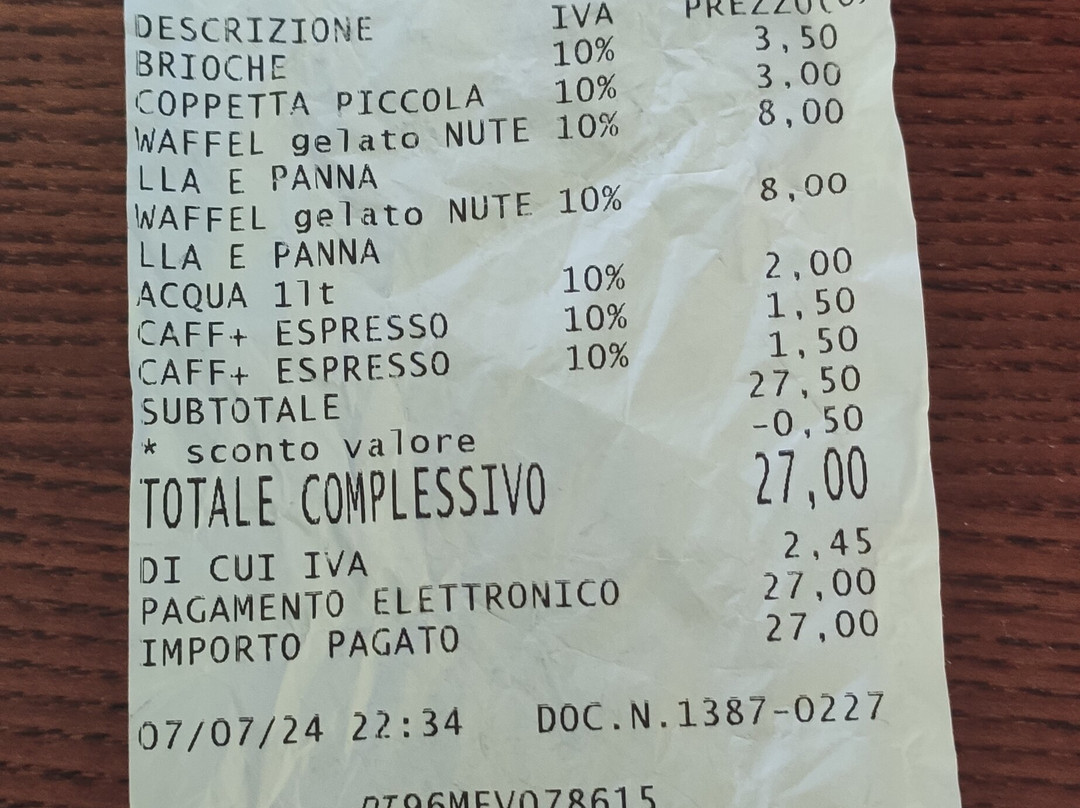 DESCRIZIONE IVA
BRIOCHE 10% 3,50
COPPETTA PICCOLA 10% 3,00
WAFFEL gelato NUTE 10% 8,00
LLA E PANNA
WAFFEL gelato NUTE 10% 8,00
LLA E PANNA
ACQUA 1lt 10% 2,00
CAFF+ ESPRESSO 10% 1,50
CAFF+ ESPRESSO 10% 1,50
SUBTOTALE 27,50
* sconto valore -0,50
TOTALE COMPLESSIVO 27,00
DI CUI IVA 2,45
PAGAMENTO ELETTRONICO 27,00
IMPORTO PAGATO 27,00
07/07/24 22:34 DOC.N.1387-0227